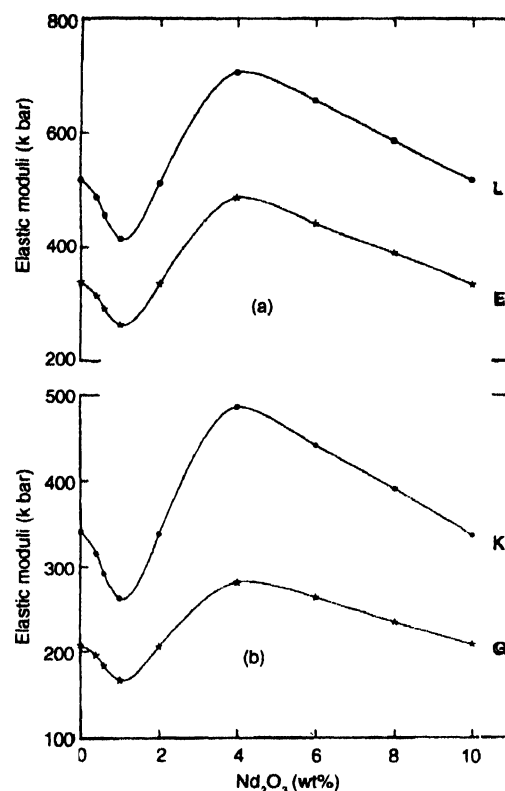 800
600
400
200
Elastic moduli (k bar)
L
E
(a)
500
400
300
200
100
Elastic moduli (k bar)
K
G
(b)
0 2 4 6 8 10
Nd₂O₃ (wt%)